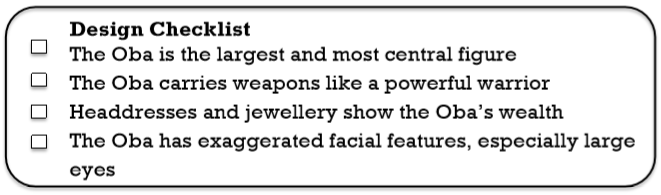 Design Checklist
The Oba is the largest and most central figure
The Oba carries weapons like a powerful warrior
Headdresses and jewellery show the Oba's wealth
The Oba has exaggerated facial features, especially large
eyes